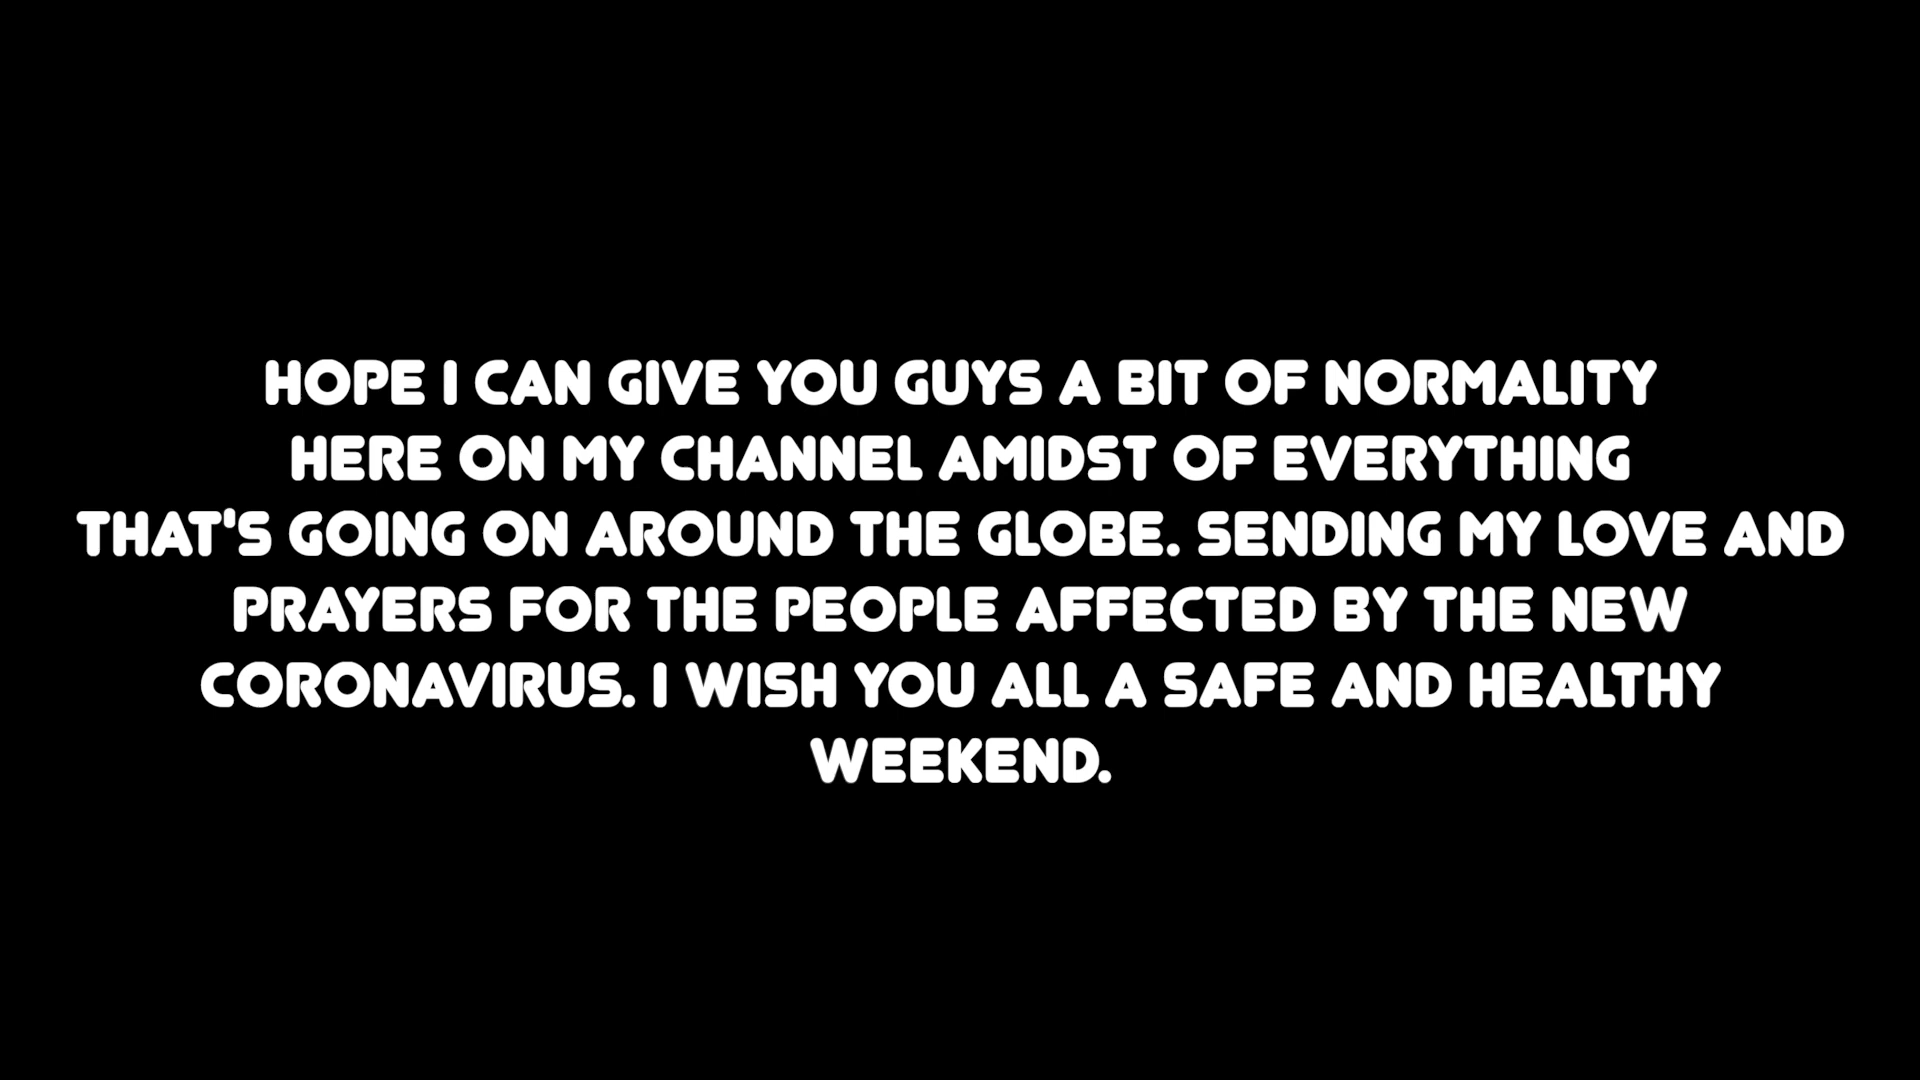 HOPE I CAN GIVE YOU GUYS A BIT OF NORMALITY
HERE ON MY CHANNEL AMIDST OF EVERYTHING
THAT'S GOING ON AROUND THE GLOBE. SENDING MY LOVE AND
PRAYERS FOR THE PEOPLE AFFECTED BY THE NEW
CORONAVIRUS. I WISH YOU ALL A SAFE AND HEALTHY
WEEKEND.